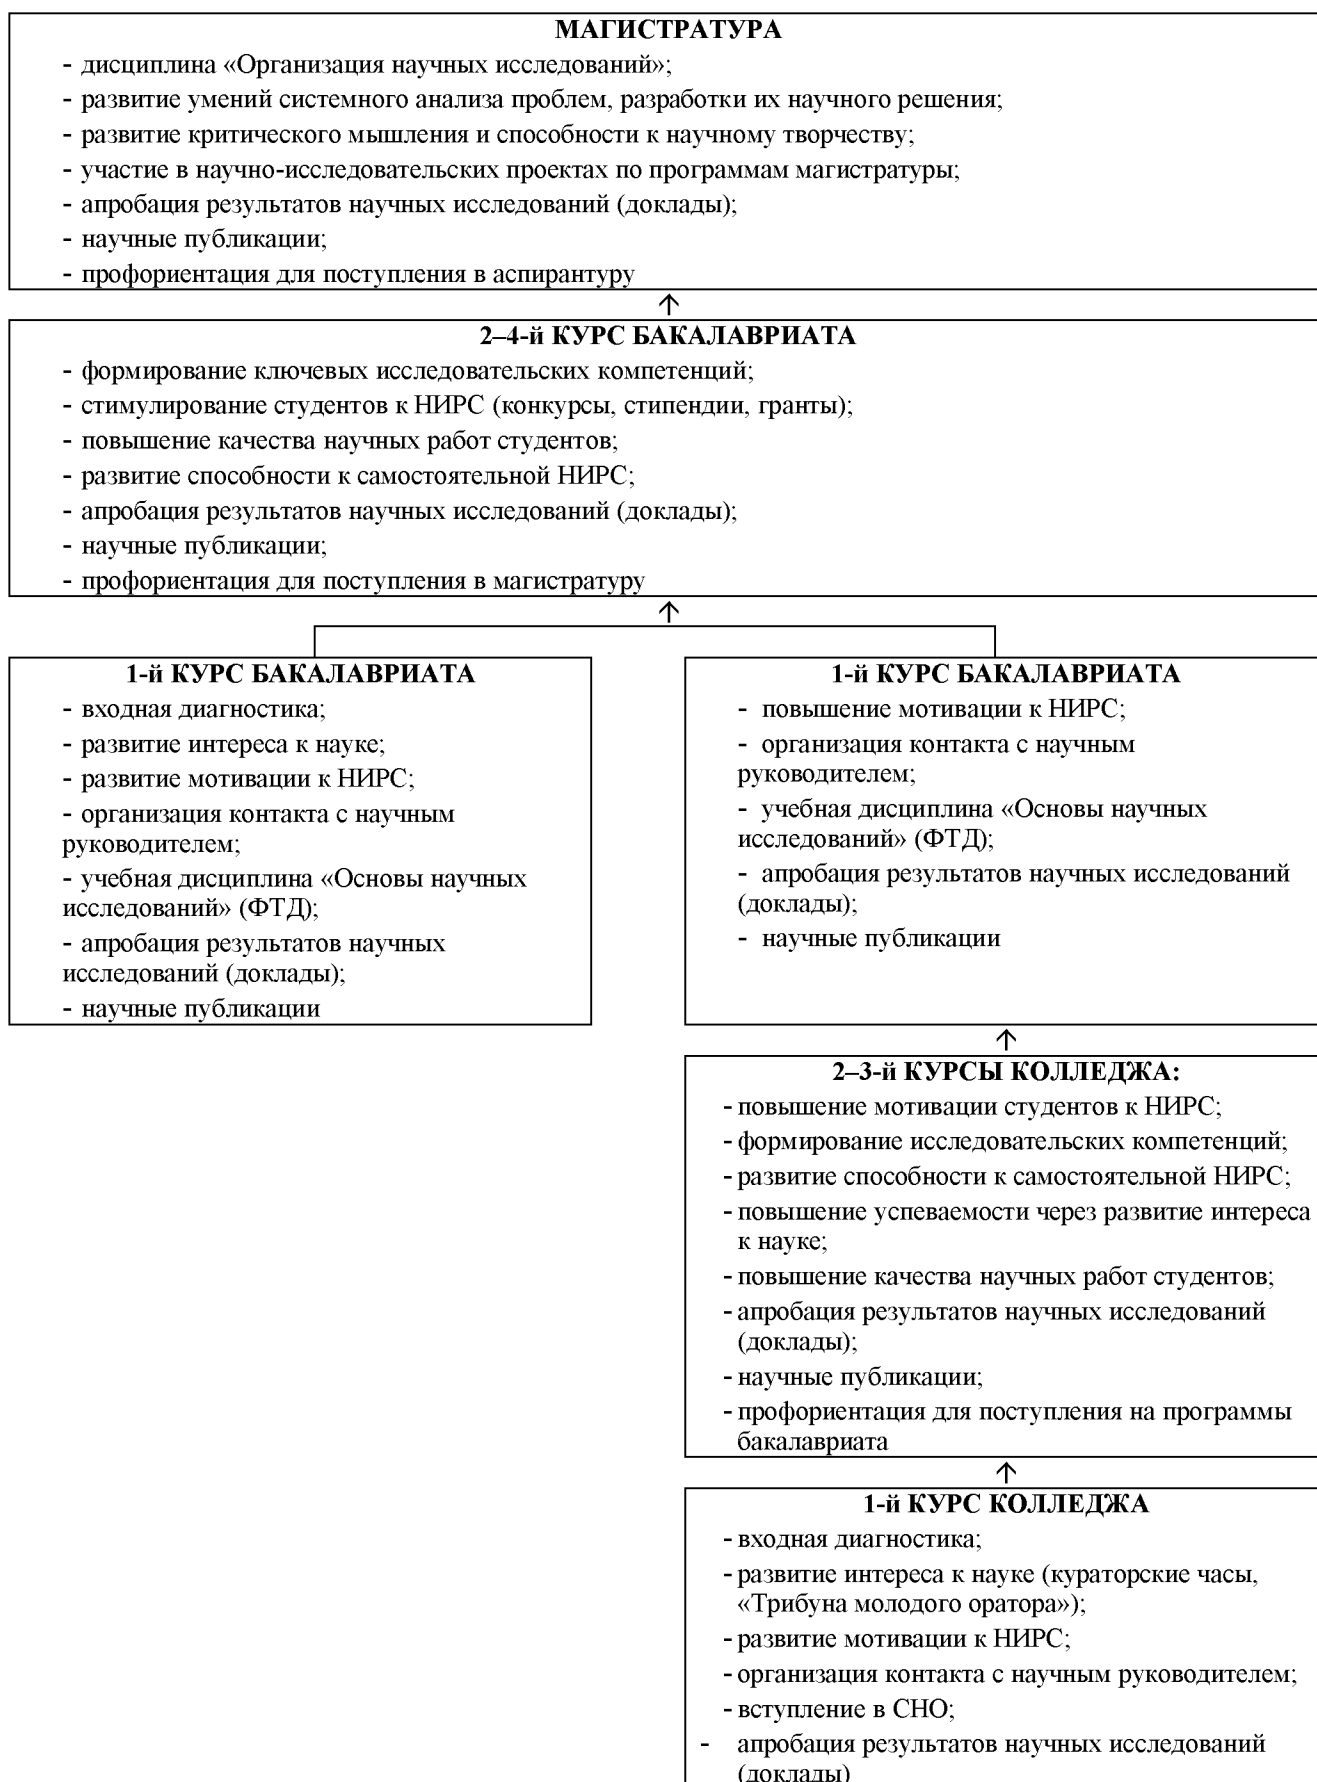 МАГИСТРАТУРА
- дисциплина «Организация научных исследований»;
- развитие умений системного анализа проблем, разработки их научного решения;
- развитие критического мышления и способности к научному творчеству;
- участие в научно-исследовательских проектах по программам магистратуры;
- апробация результатов научных исследований (доклады);
- научные публикации;
- профориентация для поступления в аспирантуру
2–4-й КУРС БАКАЛАВРИАТА
- формирование ключевых исследовательских компетенций;
- стимулирование студентов к НИРС (конкурсы, стипендии, гранты);
- повышение качества научных работ студентов;
- развитие способности к самостоятельной НИРС;
- апробация результатов научных исследований (доклады);
- научные публикации;
- профориентация для поступления в магистратуру
1-й КУРС БАКАЛАВРИАТА
- входная диагностика;
- развитие интереса к науке;
- развитие мотивации к НИРС;
- организация контакта с научным
руководителем;
- учебная дисциплина «Основы научных
исследований» (ФТД);
- апробация результатов научных
исследований (доклады);
- научные публикации
1-й КУРС БАКАЛАВРИАТА
- повышение мотивации к НИРС;
- организация контакта с научным
руководителем;
- учебная дисциплина «Основы научных
исследований» (ФТД);
- апробация результатов научных исследований
(доклады);
- научные публикации
2–3-й КУРСЫ КОЛЛЕДЖА:
- повышение мотивации студентов к НИРС;
- формирование исследовательских компетенций;
- развитие способности к самостоятельной НИРС;
- повышение успеваемости через развитие интереса
к науке;
- повышение качества научных работ студентов;
- апробация результатов научных исследований
(доклады);
- научные публикации;
- профориентация для поступления на программы
бакалавриата
1-й КУРС КОЛЛЕДЖА
- входная диагностика;
- развитие интереса к науке (кураторские часы,
«Трибуна молодого оратора»);
- развитие мотивации к НИРС;
- организация контакта с научным руководителем;
- вступление в СНО;
- апробация результатов научных исследований
(доклады)